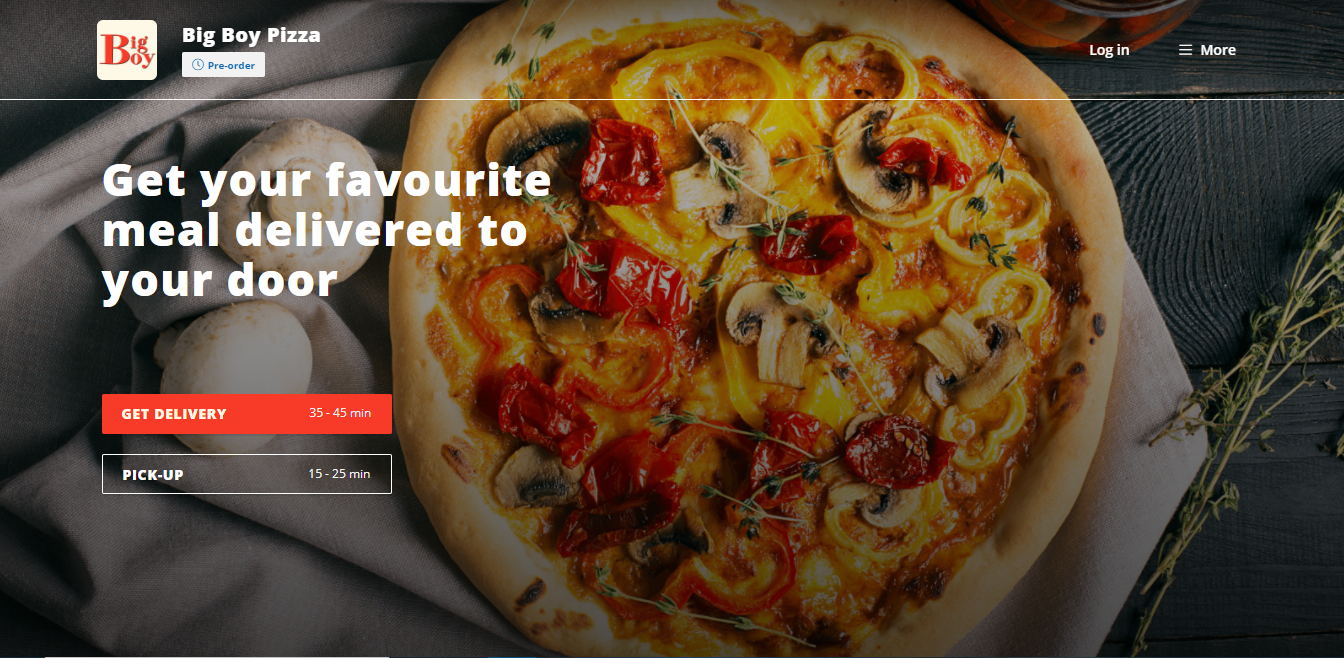 Big Boy
Big Boy Pizza
Pre-order
Log in
More
Get your favourite
meal delivered to
your door
GET DELIVERY 35 - 45 min
PICK-UP 15 - 25 min